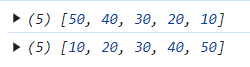 ▶ (5) [50, 40, 30, 20, 10]
▶ (5) [10, 20, 30, 40, 50]